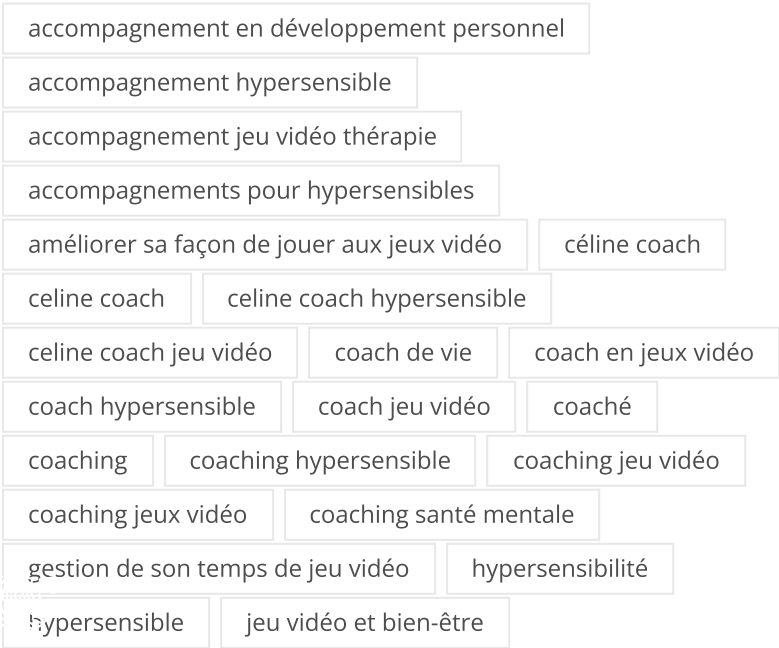 accompagnement en développement personnel
accompagnement hypersensible
accompagnement jeu vidéo thérapie
accompagnements pour hypersensibles
améliorer sa façon de jouer aux jeux vidéo céline coach
celine coach celine coach hypersensible
celine coach jeu vidéo coach de vie coach en jeux vidéo
coach hypersensible coach jeu vidéo coaché
coaching coaching hypersensible coaching jeu vidéo
coaching jeux vidéo coaching santé mentale
gestion de son temps de jeu vidéo hypersensibilité
hypersensible jeu vidéo et bien-être